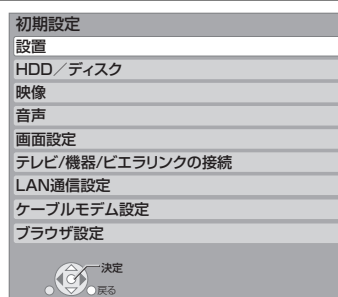 初期設定
設置
HDD／ディスク
映像
音声
画面設定
テレビ/機器/ビエラリンクの接続
LAN通信設定
ケーブルモデム設定
ブラウザ設定
決定
戻る